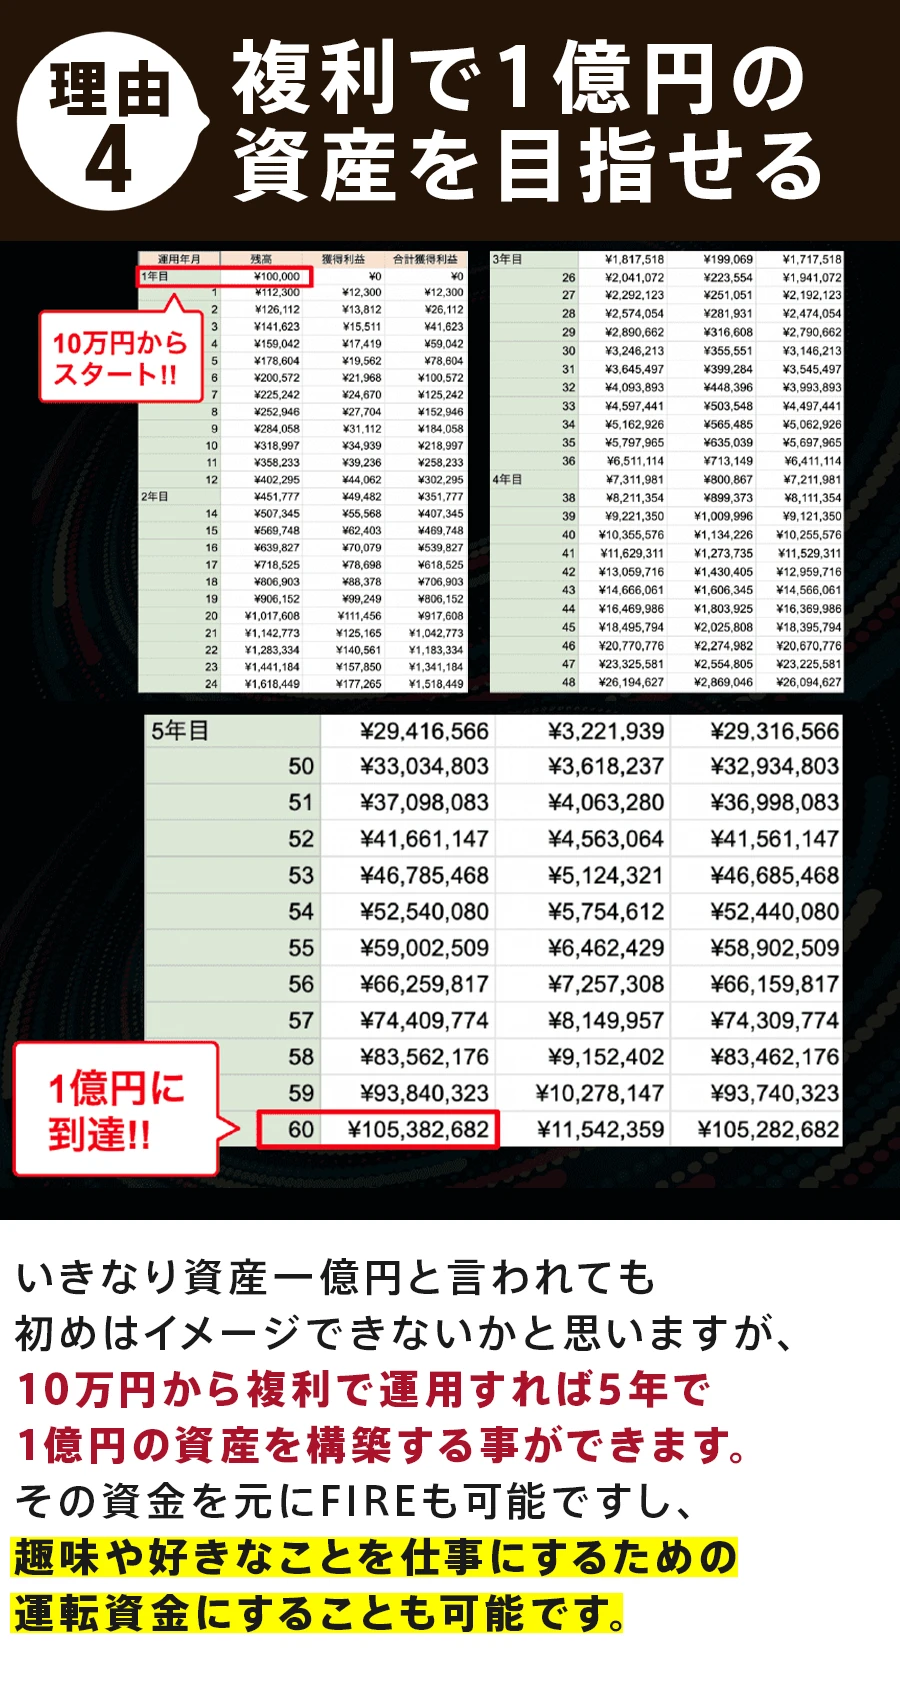 理由
4
複利で1億円の
資産を目指せる
運用年月 残高 獲得利益 合計獲得利益
1年目 ¥100,000 ¥0 ¥0
1 ¥112,300 ¥12,300 ¥12,300
2 ¥126,112 ¥13,812 ¥26,112
3 ¥141,623 ¥15,511 ¥41,623
4 ¥159,042 ¥17,419 ¥59,042
5 ¥178,604 ¥19,562 ¥78,604
6 ¥200,572 ¥21,968 ¥100,572
7 ¥225,242 ¥24,670 ¥125,242
8 ¥252,946 ¥27,704 ¥152,946
9 ¥284,058 ¥31,112 ¥184,058
10 ¥318,997 ¥34,939 ¥218,997
11 ¥358,233 ¥39,236 ¥258,233
12 ¥402,295 ¥44,062 ¥302,295
2年目 ¥451,777 ¥49,482 ¥351,777
14 ¥507,345 ¥55,568 ¥407,345
15 ¥569,748 ¥62,403 ¥469,748
16 ¥639,827 ¥70,079 ¥539,827
17 ¥718,525 ¥78,698 ¥618,525
18 ¥806,903 ¥88,378 ¥706,903
19 ¥906,152 ¥99,249 ¥806,152
20 ¥1,017,608 ¥111,456 ¥917,608
21 ¥1,142,773 ¥125,165 ¥1,042,773
22 ¥1,283,334 ¥140,561 ¥1,183,334
23 ¥1,441,184 ¥157,850 ¥1,341,184
24 ¥1,618,449 ¥177,265 ¥1,518,449
10万円から
スタート!!
3年目 ¥1,817,518 ¥199,069 ¥1,717,518
26 ¥2,041,072 ¥223,554 ¥1,941,072
27 ¥2,292,123 ¥251,051 ¥2,192,123
28 ¥2,574,054 ¥281,931 ¥2,474,054
29 ¥2,890,662 ¥316,608 ¥2,790,662
30 ¥3,246,213 ¥355,551 ¥3,146,213
31 ¥3,645,497 ¥399,284 ¥3,545,497
32 ¥4,093,893 ¥448,396 ¥3,993,893
33 ¥4,597,441 ¥503,548 ¥4,497,441
34 ¥5,162,926 ¥565,485 ¥5,062,926
35 ¥5,797,965 ¥635,039 ¥5,697,965
36 ¥6,511,114 ¥713,149 ¥6,411,114
4年目 ¥7,311,981 ¥800,867 ¥7,211,981
38 ¥8,211,354 ¥899,373 ¥8,111,354
39 ¥9,221,350 ¥1,009,996 ¥9,121,350
40 ¥10,355,576 ¥1,134,226 ¥10,255,576
41 ¥11,629,311 ¥1,273,735 ¥11,529,311
42 ¥13,059,716 ¥1,430,405 ¥12,959,716
43 ¥14,666,061 ¥1,606,345 ¥14,566,061
44 ¥16,469,986 ¥1,803,925 ¥16,369,986
45 ¥18,495,794 ¥2,025,808 ¥18,395,794
46 ¥20,770,776 ¥2,274,982 ¥20,670,776
47 ¥23,325,581 ¥2,554,805 ¥23,225,581
48 ¥26,194,627 ¥2,869,046 ¥26,094,627
5年目 ¥29,416,566 ¥3,221,939 ¥29,316,566
50 ¥33,034,803 ¥3,618,237 ¥32,934,803
51 ¥37,098,083 ¥4,063,280 ¥36,998,083
52 ¥41,661,147 ¥4,563,064 ¥41,561,147
53 ¥46,785,468 ¥5,124,321 ¥46,685,468
54 ¥52,540,080 ¥5,754,612 ¥52,440,080
55 ¥59,002,509 ¥6,462,429 ¥58,902,509
56 ¥66,259,817 ¥7,257,308 ¥66,159,817
57 ¥74,409,774 ¥8,149,957 ¥74,309,774
58 ¥83,562,176 ¥9,152,402 ¥83,462,176
59 ¥93,840,323 ¥10,278,147 ¥93,740,323
60 ¥105,382,682 ¥11,542,359 ¥105,282,682
1億円に
到達!!
いきなり資産一億円と言われても
初めはイメージできないかと思いますが、
10万円から複利で運用すれば5年で
1億円の資産を構築する事ができます。
その資金を元にFIREも可能ですし、
趣味や好きなことを仕事にするための
運転資金にすることも可能です。